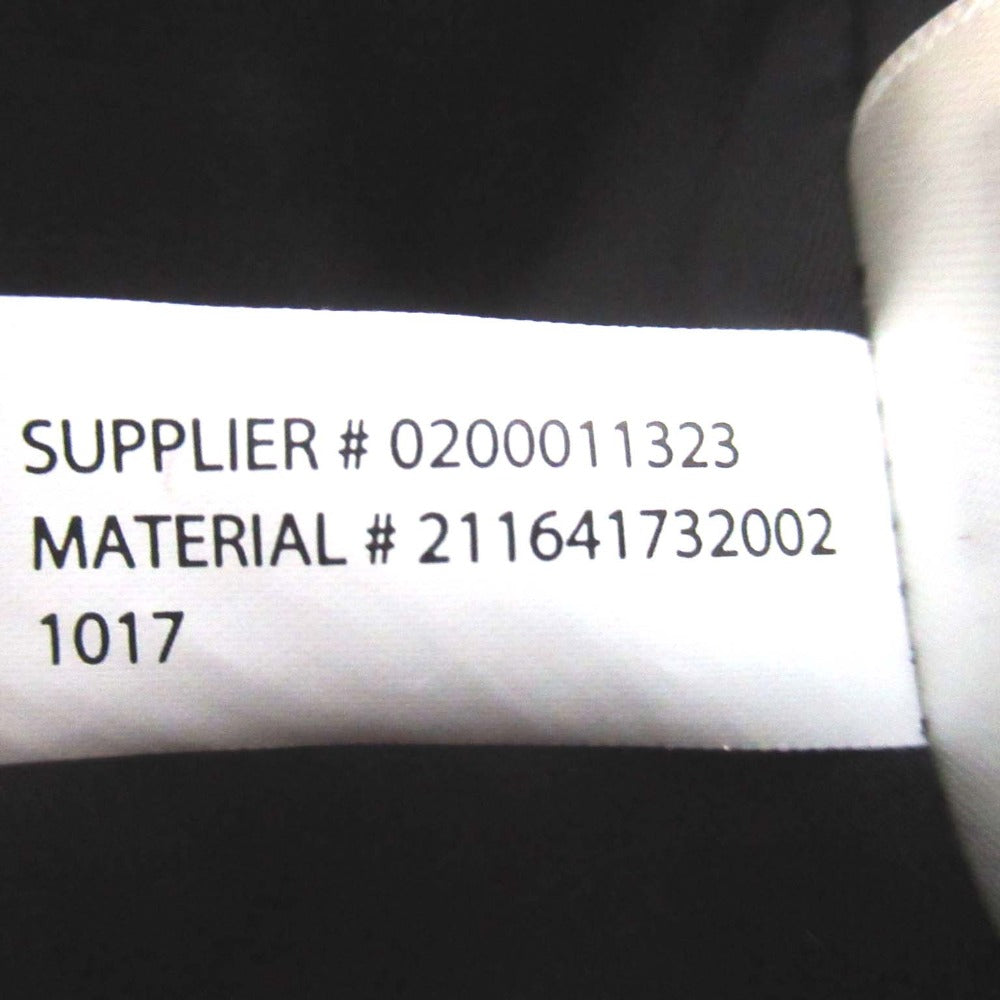 SUPPLIER # 0200011323
MATERIAL # 211641732002
1017